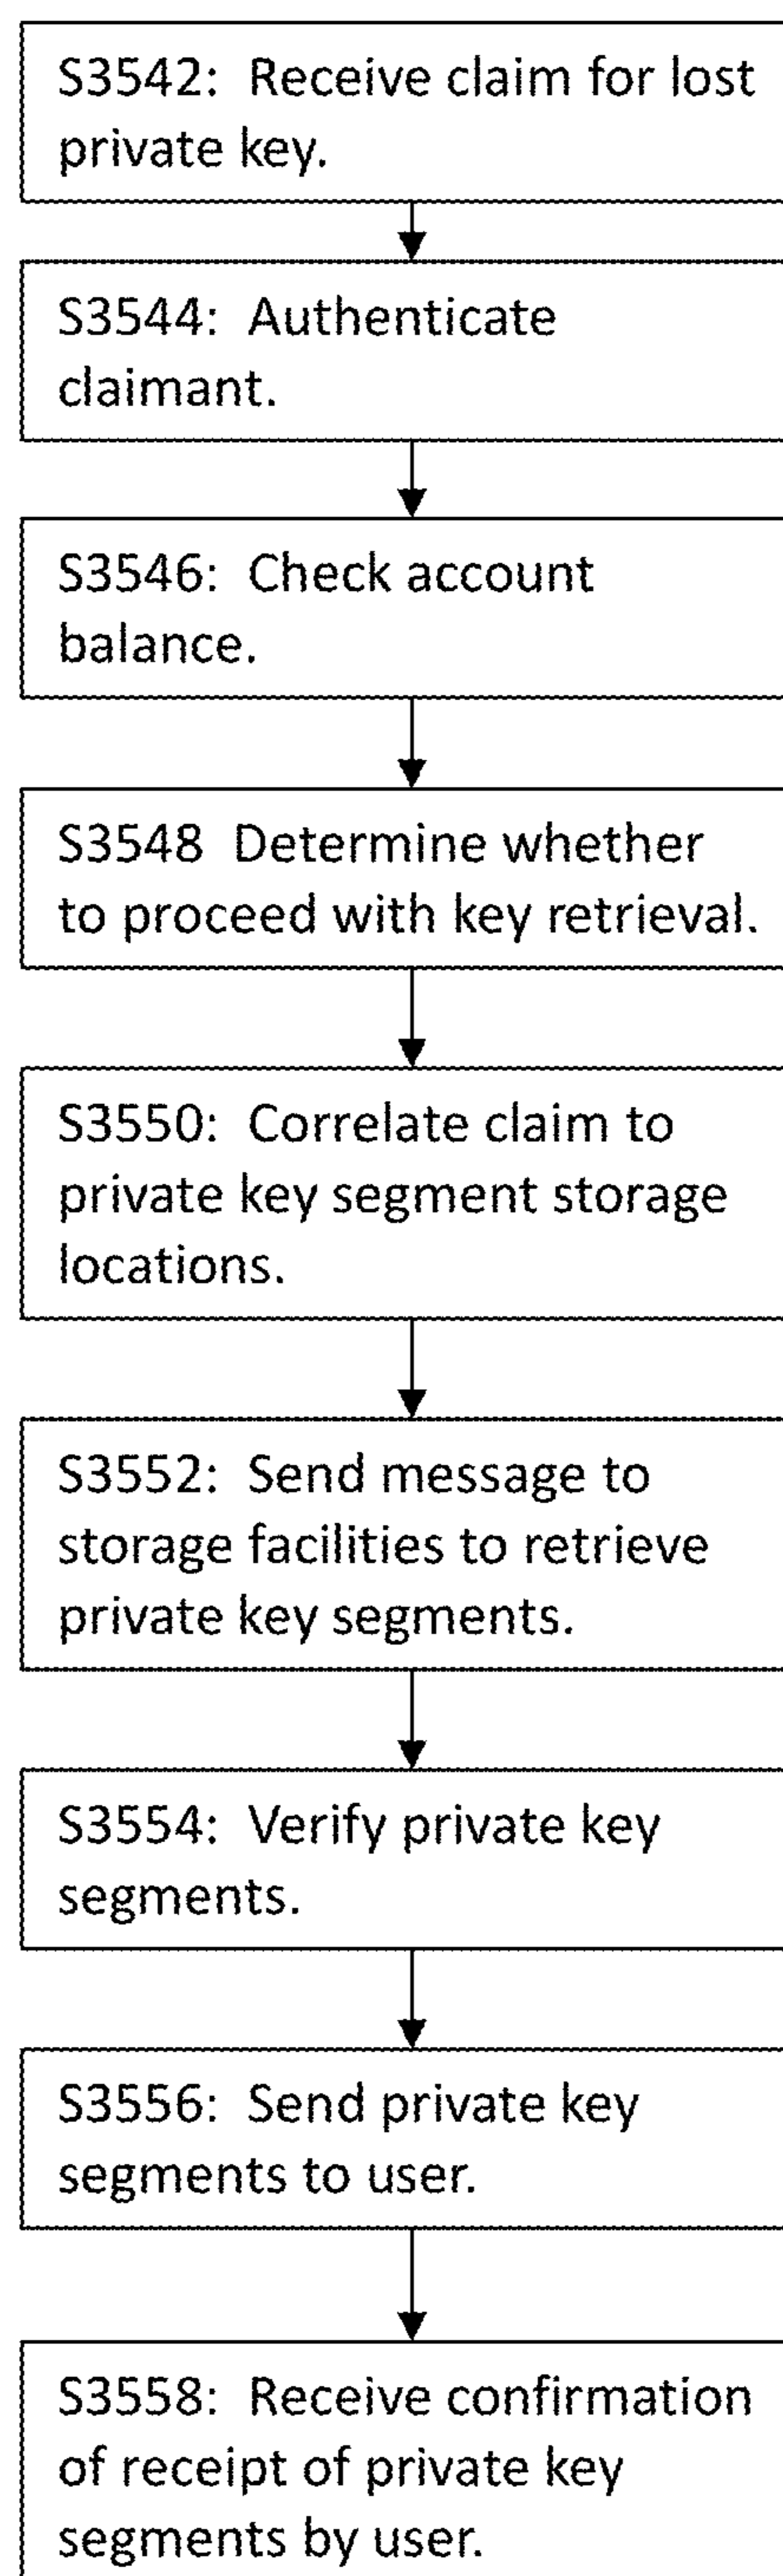 S3542: Receive claim for lost
private key.
S3544: Authenticate
claimant.
S3546: Check account
balance.
S3548 Determine whether
to proceed with key retrieval.
S3550: Correlate claim to
private key segment storage
locations.
S3552: Send message to
storage facilities to retrieve
private key segments.
S3554: Verify private key
segments.
S3556: Send private key
segments to user.
S3558: Receive confirmation
of receipt of private key
segments by user.